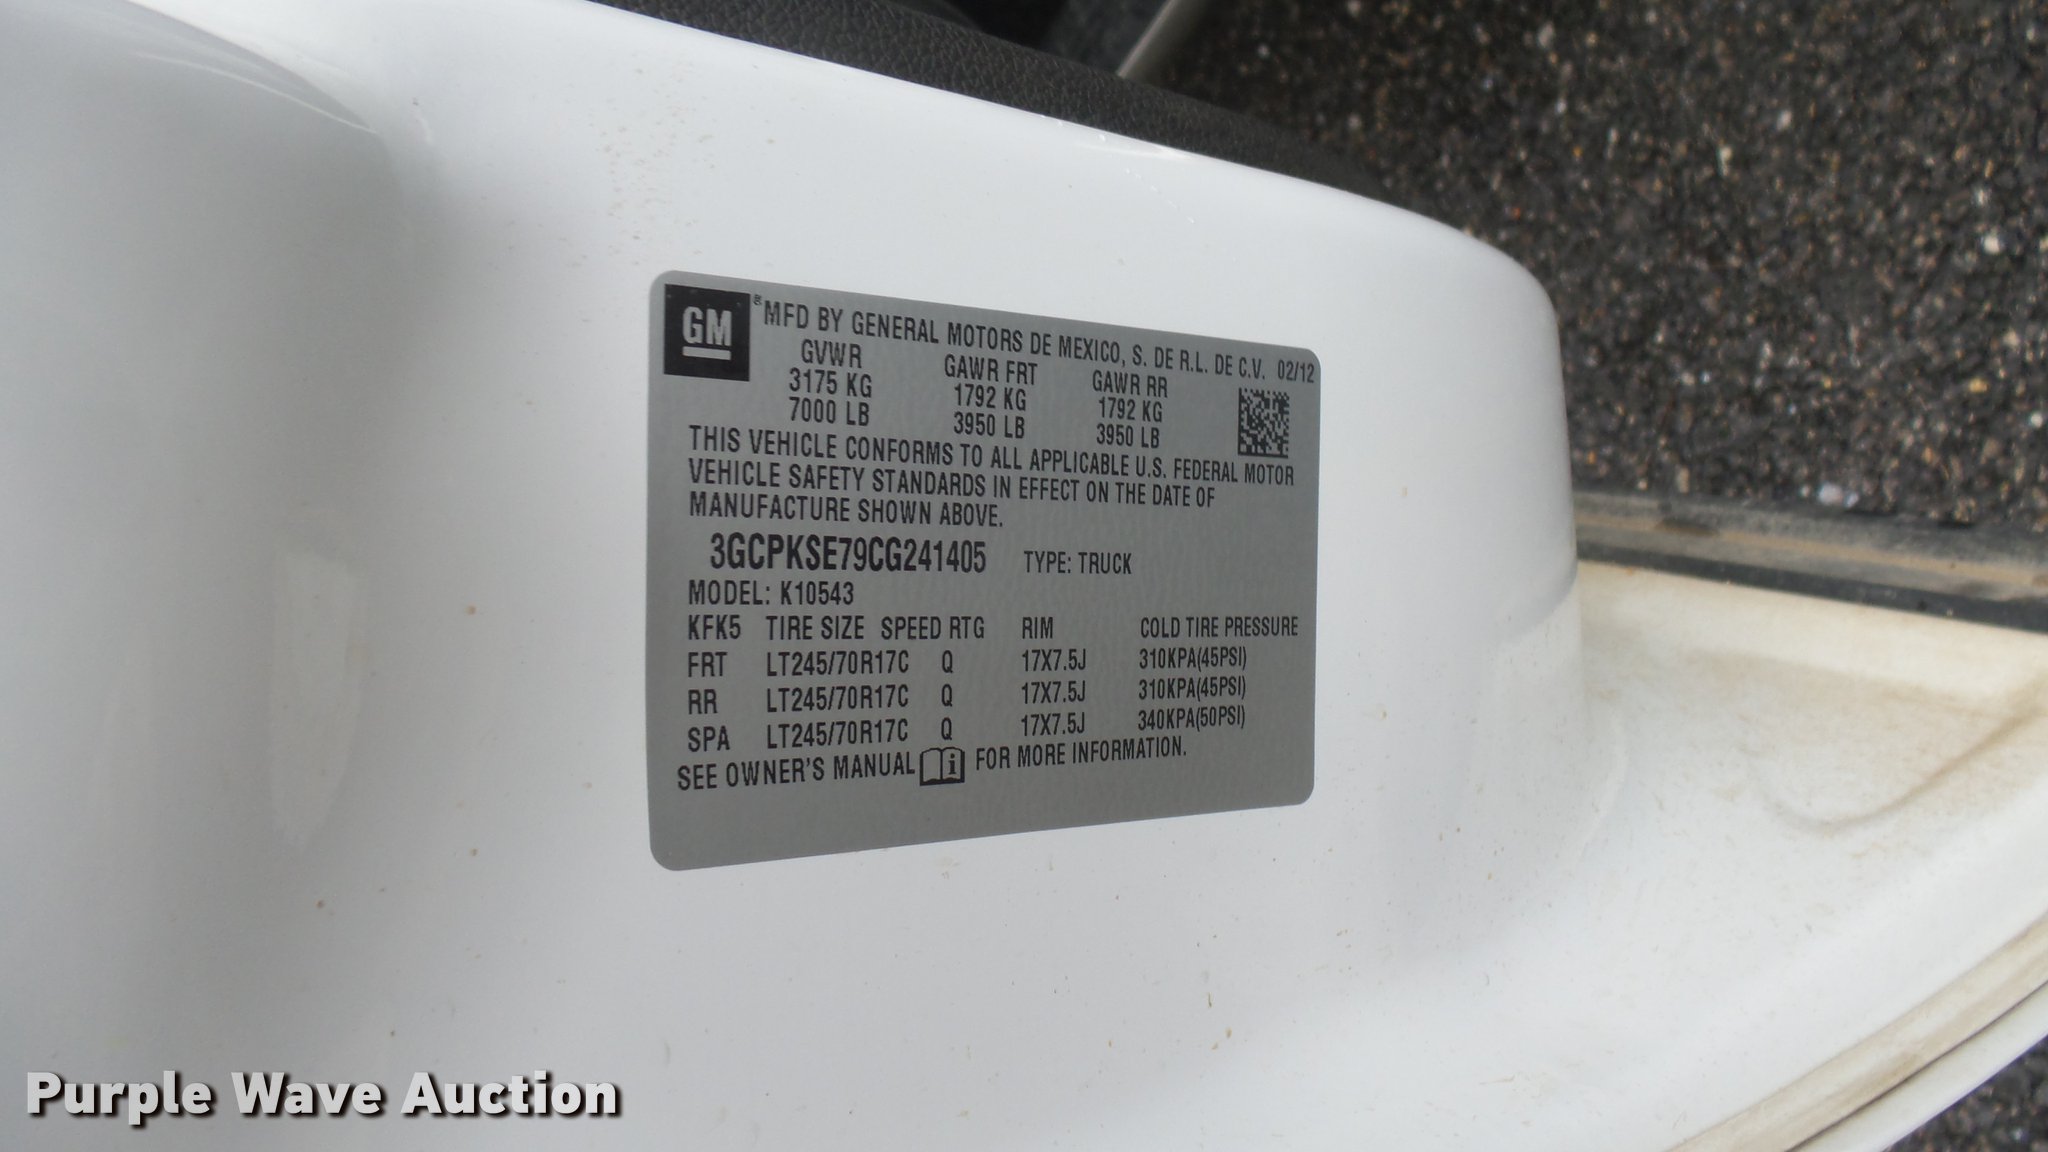 GM
MFD BY GENERAL MOTORS DE MEXICO, S. DE R.L. DE C.V. 02/12
GVWR GAWR FRT GAWR RR
3175 KG 1792 KG 1792 KG
7000 LB 3950 LB 3950 LB
THIS VEHICLE CONFORMS TO ALL APPLICABLE U.S. FEDERAL MOTOR
VEHICLE SAFETY STANDARDS IN EFFECT ON THE DATE OF
MANUFACTURE SHOWN ABOVE.
3GCPKSE79CG241405 TYPE: TRUCK
MODEL: K10543
KFK5 TIRE SIZE SPEED RTG RIM COLD TIRE PRESSURE
FRT LT245/70R17C Q 17X7.5J 310KPA(45PSI)
RR LT245/70R17C Q 17X7.5J 310KPA(45PSI)
SPA LT245/70R17C Q 17X7.5J 340KPA(50PSI)
SEE OWNER'S MANUAL i FOR MORE INFORMATION.
Purple Wave Auction